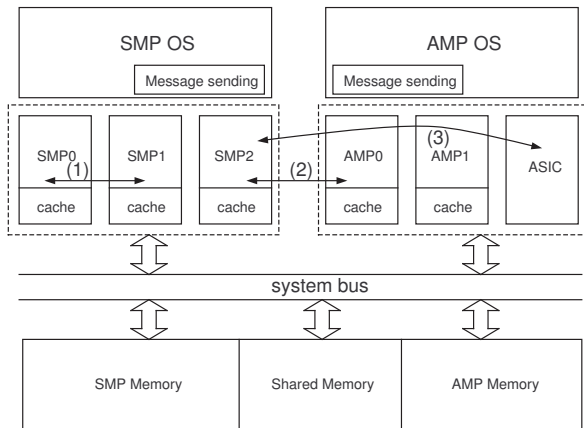 SMP OS
AMP OS
Message sending
Message sending
(3)
SMP0
SMP1
SMP2
AMP0
AMP1
ASIC
(1)
(2)
cache
cache
cache
cache
cache
system bus
SMP Memory
Shared Memory
AMP Memory